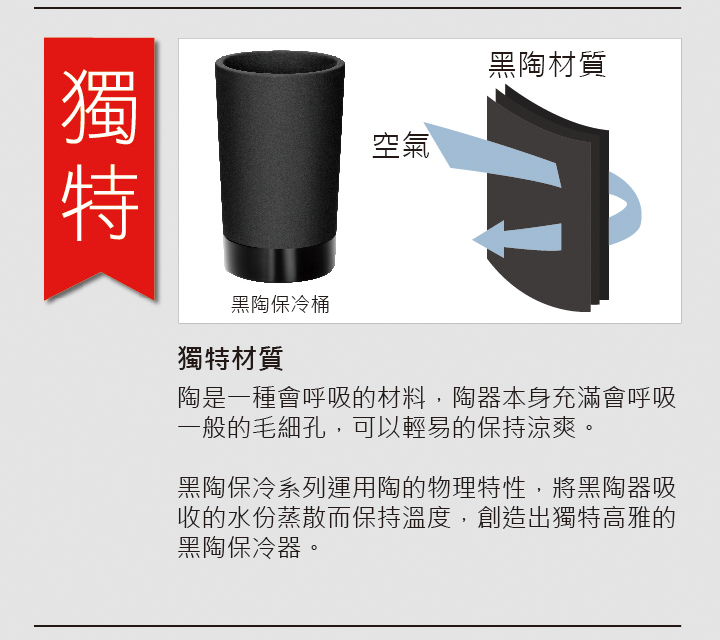 獨
特
黑陶材質
空氣
黑陶保冷桶
獨特材質
陶是一種會呼吸的材料，陶器本身充滿會呼吸
一般的毛細孔，可以輕易的保持涼爽。
黑陶保冷系列運用陶的物理特性，將黑陶器吸
收的水份蒸散而保持溫度，創造出獨特高雅的
黑陶保冷器。